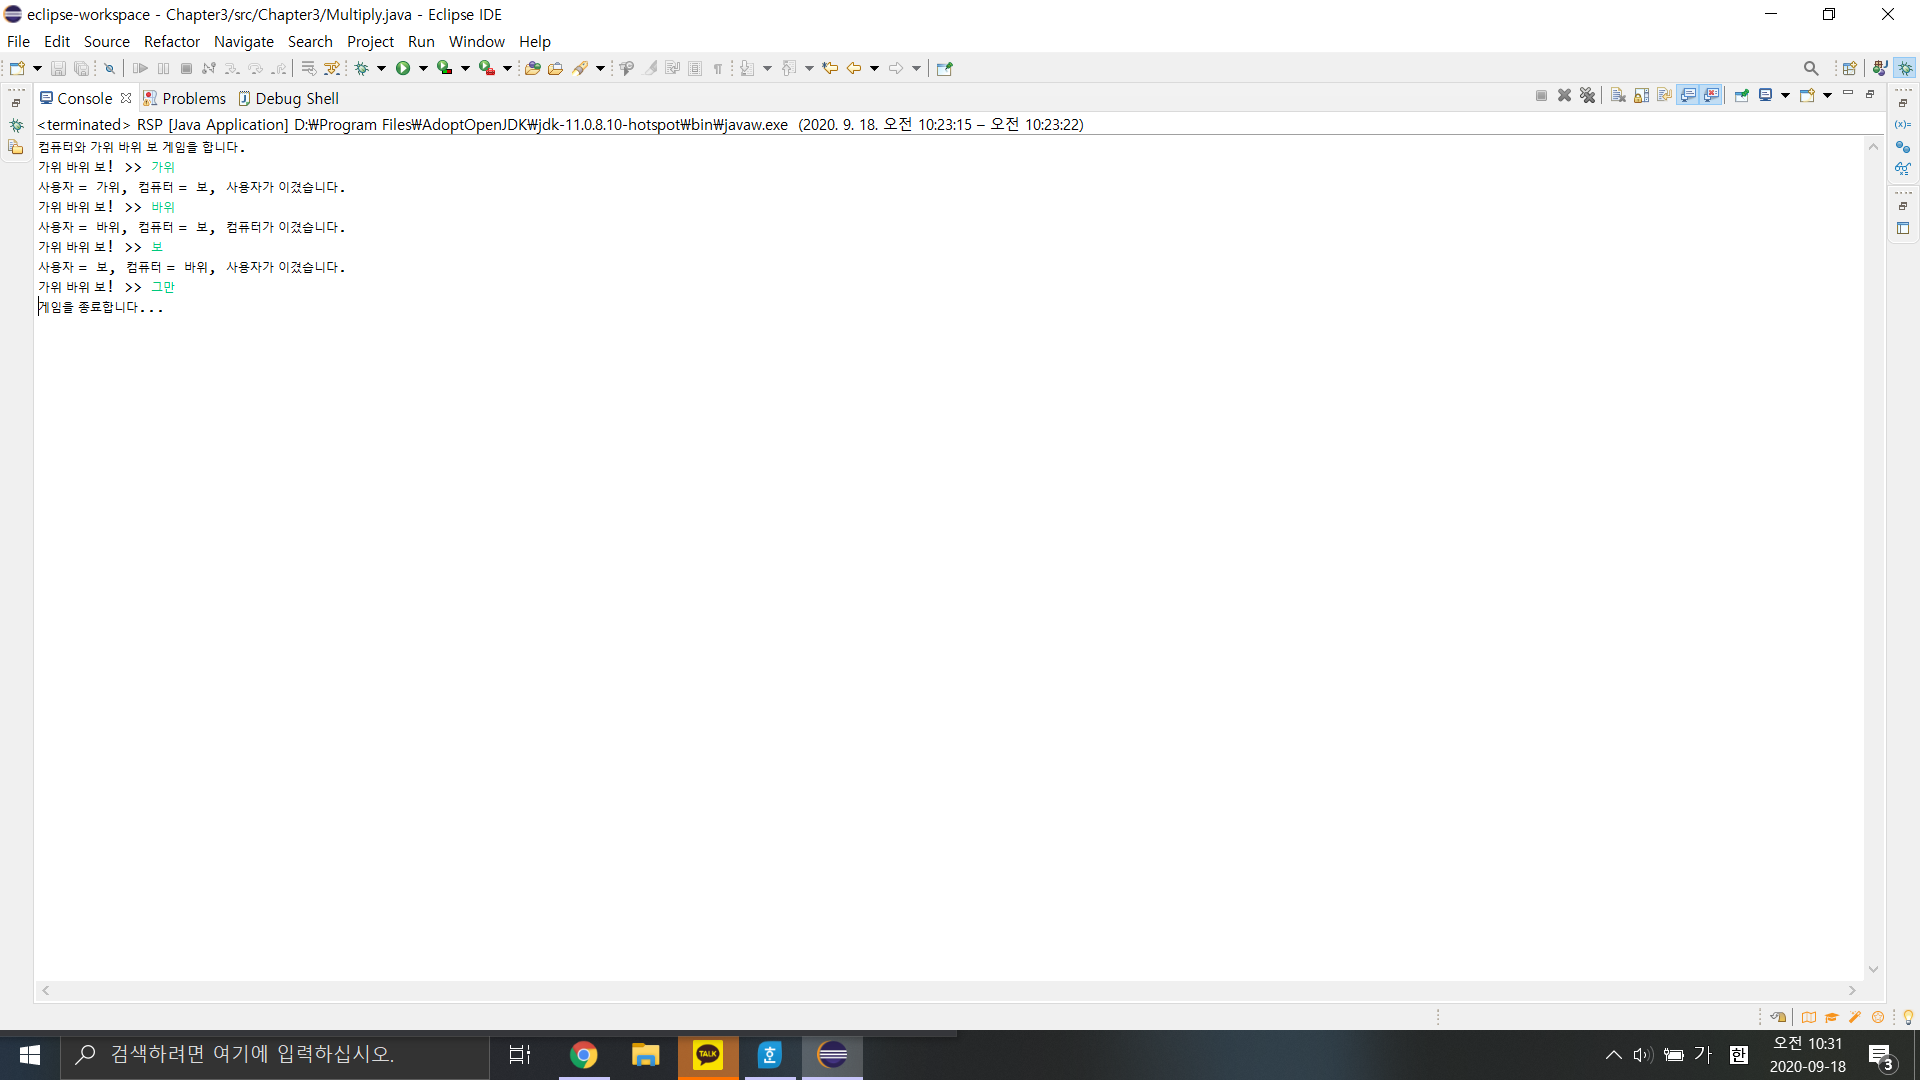 eclipse-workspace - Chapter3/src/Chapter3/Multiply.java - Eclipse IDE
File Edit Source Refactor Navigate Search Project Run Window Help
Console Problems Debug Shell
<terminated> RSP [Java Application] D:₩Program Files₩AdoptOpenJDK₩jdk-11.0.8.10-hotspot₩bin₩javaw.exe (2020. 9. 18. 오전 10:23:15 – 오전 10:23:22)
컴퓨터와 가위 바위 보 게임을 합니다.
가위 바위 보! >> 가위
사용자 = 가위, 컴퓨터 = 보, 사용자가 이겼습니다.
가위 바위 보! >> 바위
사용자 = 바위, 컴퓨터 = 보, 컴퓨터가 이겼습니다.
가위 바위 보! >> 보
사용자 = 보, 컴퓨터 = 바위, 사용자가 이겼습니다.
가위 바위 보! >> 그만
게임을 종료합니다...
검색하려면 여기에 입력하십시오.
TALK
호
가
한
오전 10:31
2020-09-18
3